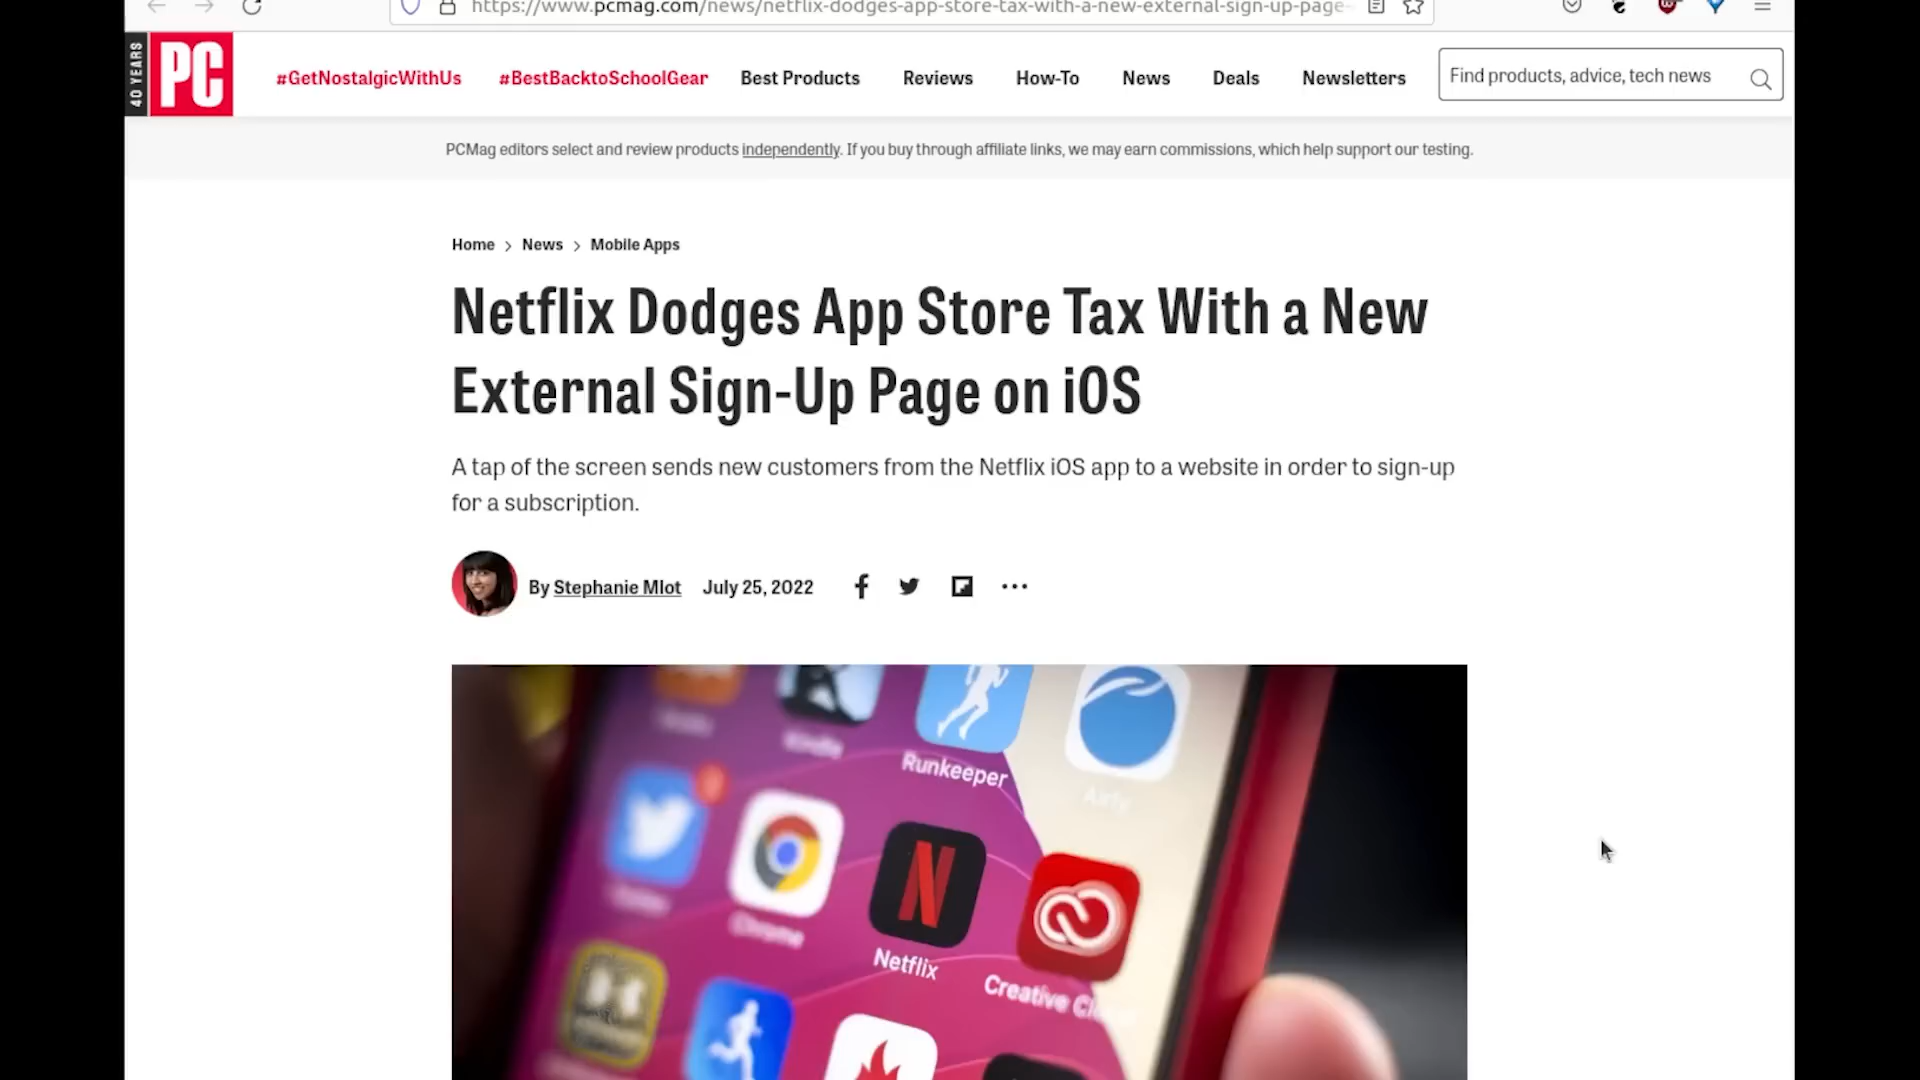 https://www.pcmag.com/news/netflix-dodges-app-store-tax-with-a-new-external-sign-up-page-
40 YEARS
PC
#GetNostalgicWithUs #BestBacktoSchoolGear Best Products Reviews How-To News Deals Newsletters Find products, advice, tech news
PCMag editors select and review products independently. If you buy through affiliate links, we may earn commissions, which help support our testing.
Home > News > Mobile Apps
Netflix Dodges App Store Tax With a New
External Sign-Up Page on iOS
A tap of the screen sends new customers from the Netflix iOS app to a website in order to sign-up
for a subscription.
By Stephanie Mlot July 25, 2022
Kindle
Runkeeper
Twitter
Chrome
Netflix
Creative